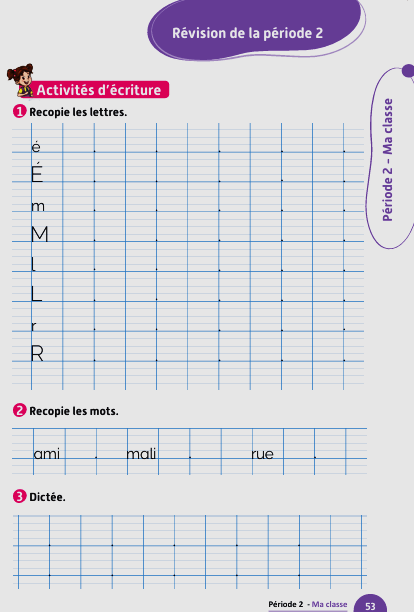 Révision de la période 2
Période 2 - Ma classe
Activités d'écriture
1 Recopie les lettres.
é
É
m
M
l
L
r
R
2 Recopie les mots.
ami mali rue
3 Dictée.
Période 2 - Ma classe 53